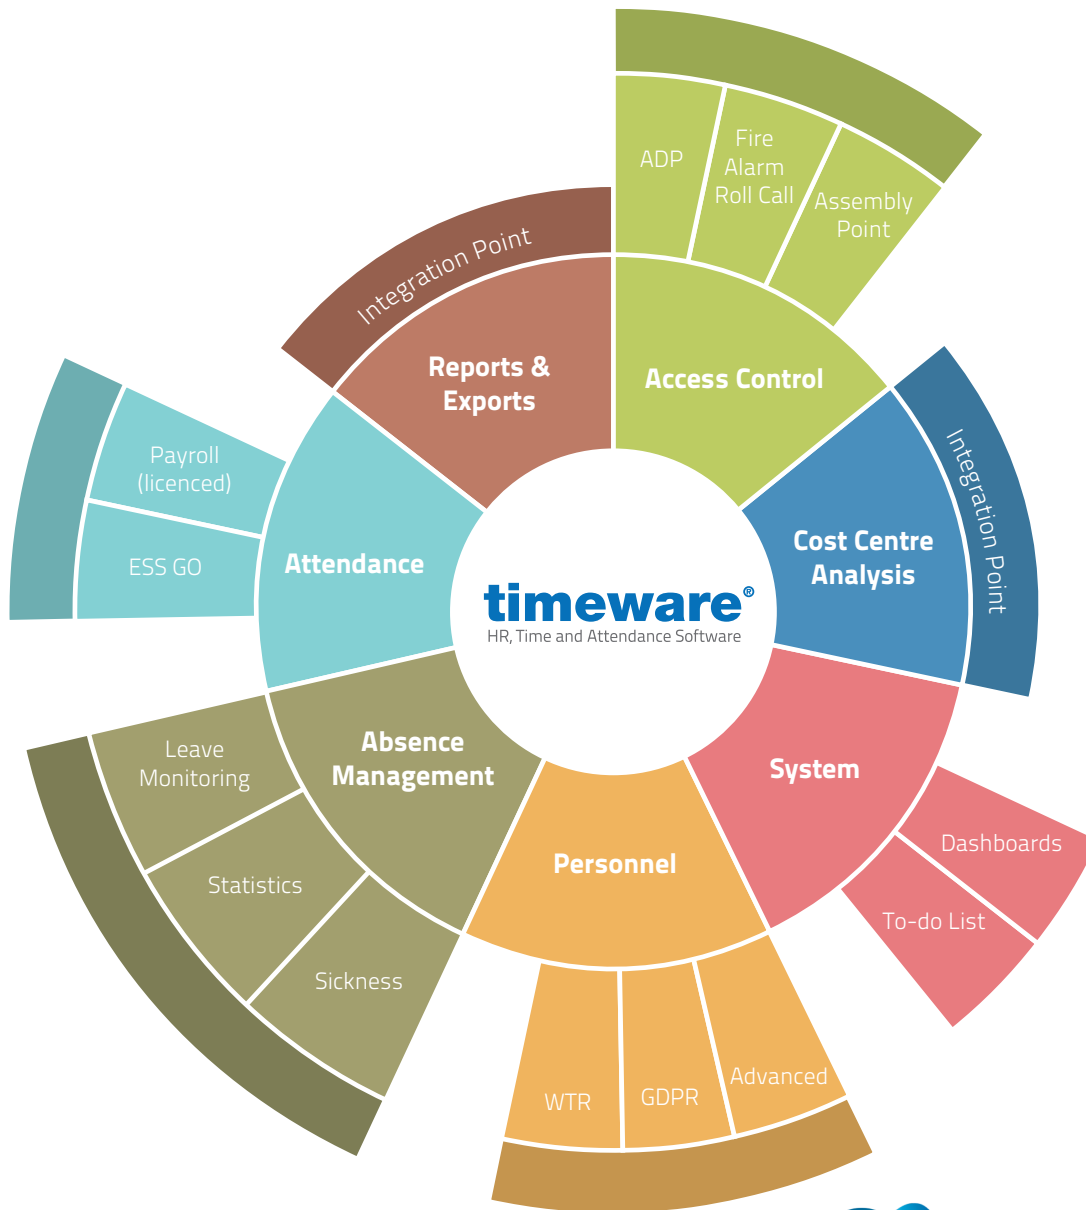 ADP
Fire
Alarm
Roll Call
Assembly
Point
Integration Point
Reports &
Exports
Access Control
Integration Point
Payroll
(licenced)
ESS GO
Attendance
Cost Centre
Analysis
timeware®
HR, Time and Attendance Software
Leave
Monitoring
Absence
Management
System
Dashboards
To-do List
Personnel
Statistics
Sickness
WTR
GDPR
Advanced